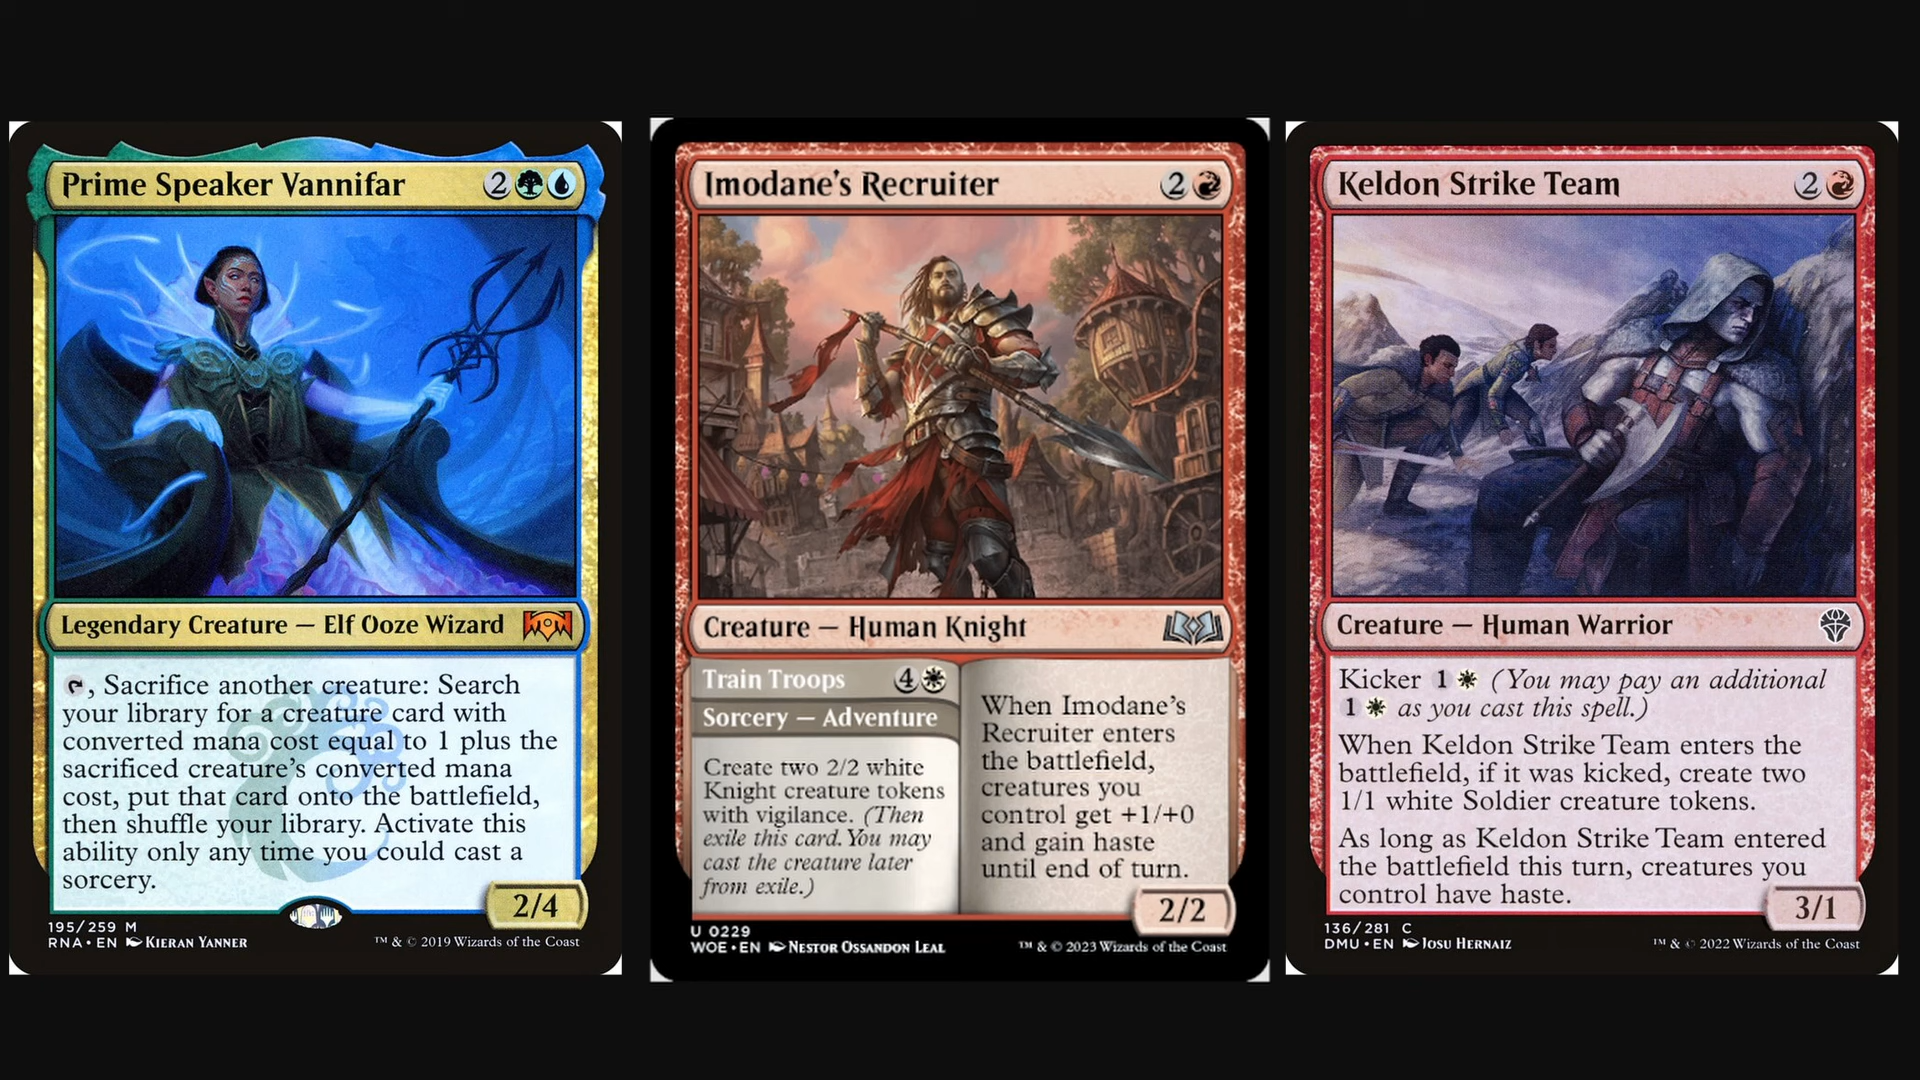 Prime Speaker Vannifar 2
Legendary Creature — Elf Ooze Wizard
, Sacrifice another creature: Search
your library for a creature card with
converted mana cost equal to 1 plus the
sacrificed creature's converted mana
cost, put that card onto the battlefield,
then shuffle your library. Activate this
ability only any time you could cast a
sorcery.
2/4
195/259 M
RNA • EN Kieran Yanner
™ & © 2019 Wizards of the Coast
Imodane's Recruiter 2
Creature — Human Knight
Train Troops 4
Sorcery — Adventure
Create two 2/2 white
Knight creature tokens
with vigilance. (Then
exile this card. You may
cast the creature later
from exile.)
When Imodane's
Recruiter enters
the battlefield,
creatures you
control get +1/+0
and gain haste
until end of turn.
2/2
U 0229
WOE • EN Nestor Ossandon Leal
™ & © 2023 Wizards of the Coast
Keldon Strike Team 2
Creature — Human Warrior
Kicker 1 (You may pay an additional
1 as you cast this spell.)
When Keldon Strike Team enters the
battlefield, if it was kicked, create two
1/1 white Soldier creature tokens.
As long as Keldon Strike Team entered
the battlefield this turn, creatures you
control have haste.
3/1
136/281 C
DMU • EN Josu Hernaiz
™ & © 2022 Wizards of the Coast